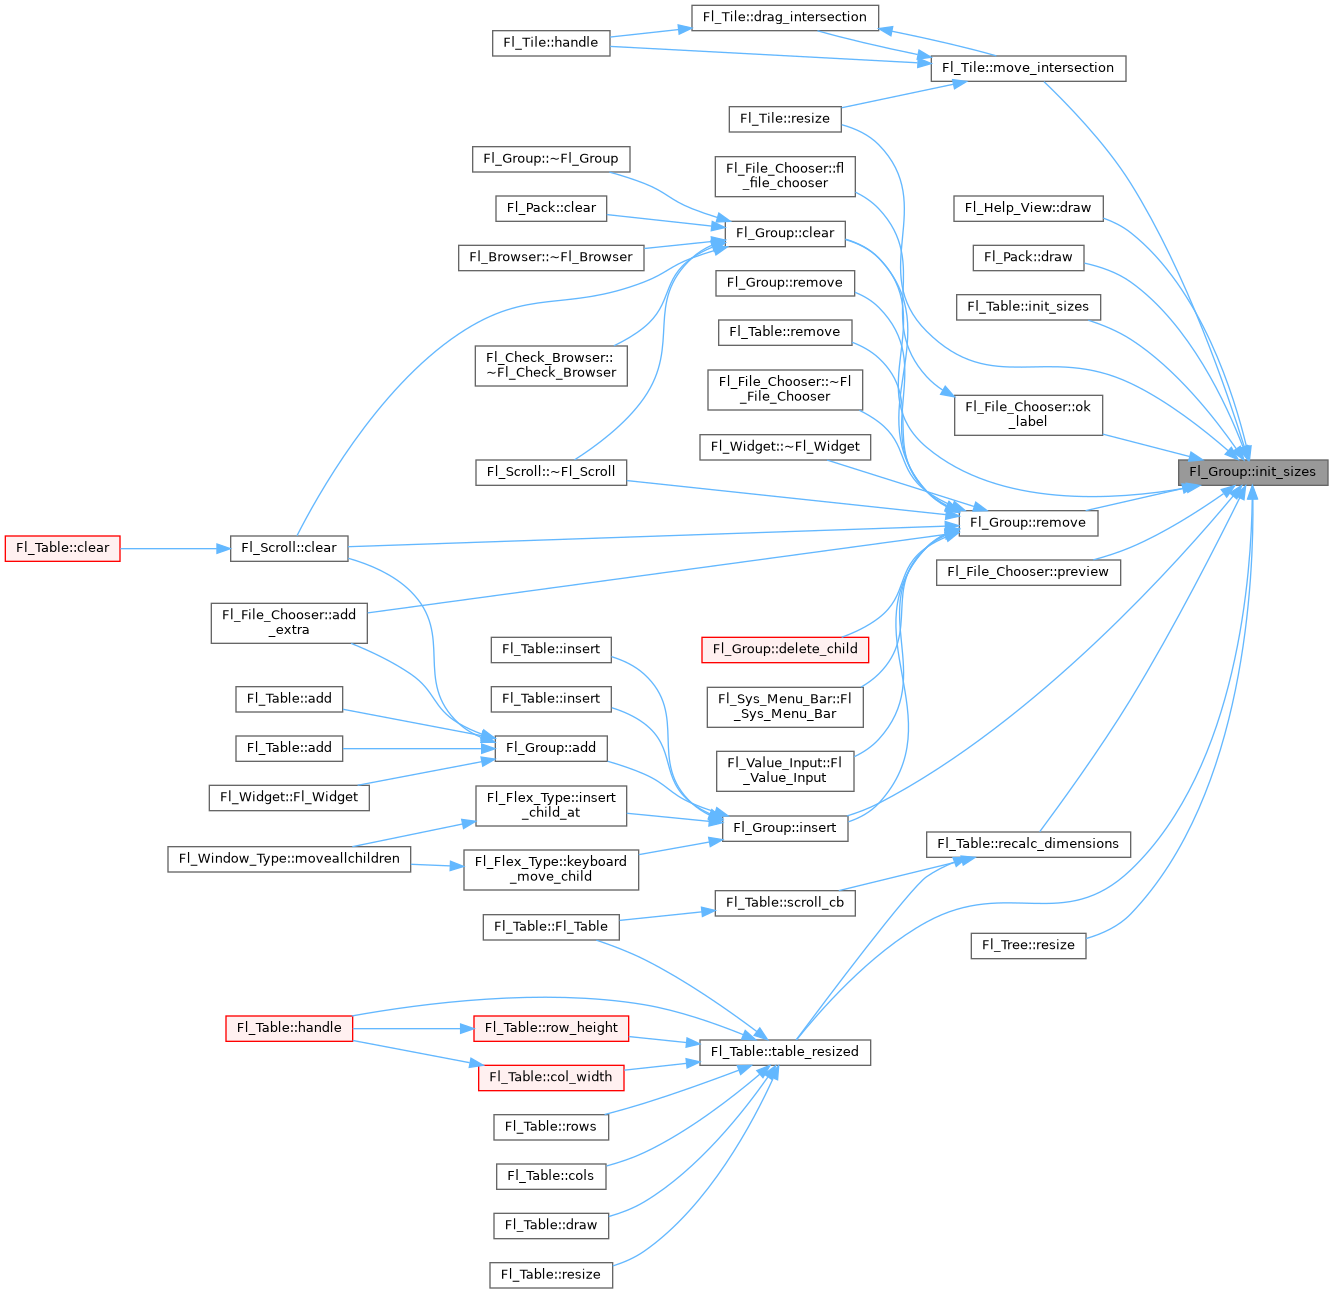 Fl_Tile::drag_intersection
Fl_Tile::handle
Fl_Tile::move_intersection
Fl_Tile::resize
Fl_Group::~Fl_Group
Fl_File_Chooser::fl
_file_chooser
Fl_Pack::clear
Fl_Help_View::draw
Fl_Group::clear
Fl_Browser::~Fl_Browser
Fl_Pack::draw
Fl_Group::remove
Fl_Table::init_sizes
Fl_Table::remove
Fl_Check_Browser::
~Fl_Check_Browser
Fl_File_Chooser::~Fl
_File_Chooser
Fl_File_Chooser::ok
_label
Fl_Widget::~Fl_Widget
Fl_Scroll::~Fl_Scroll
Fl_Group::init_sizes
Fl_Group::remove
Fl_Table::clear
Fl_Scroll::clear
Fl_File_Chooser::preview
Fl_File_Chooser::add
_extra
Fl_Table::insert
Fl_Group::delete_child
Fl_Table::add
Fl_Table::insert
Fl_Sys_Menu_Bar::Fl
_Sys_Menu_Bar
Fl_Table::add
Fl_Group::add
Fl_Value_Input::Fl
_Value_Input
Fl_Widget::Fl_Widget
Fl_Flex_Type::insert
_child_at
Fl_Group::insert
Fl_Table::recalc_dimensions
Fl_Window_Type::moveallchildren
Fl_Flex_Type::keyboard
_move_child
Fl_Table::scroll_cb
Fl_Table::Fl_Table
Fl_Tree::resize
Fl_Table::handle
Fl_Table::row_height
Fl_Table::table_resized
Fl_Table::col_width
Fl_Table::rows
Fl_Table::cols
Fl_Table::draw
Fl_Table::resize